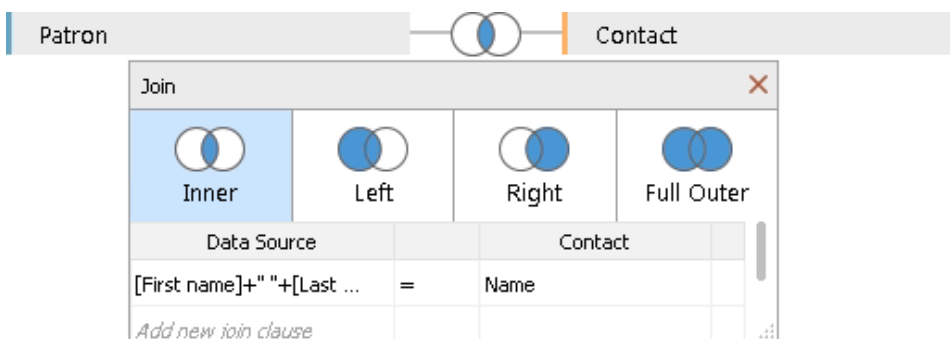 Patron Contact
Join
Inner Left Right Full Outer
Data Source Contact
[First name]+" "+[Last ... = Name
Add new join clause